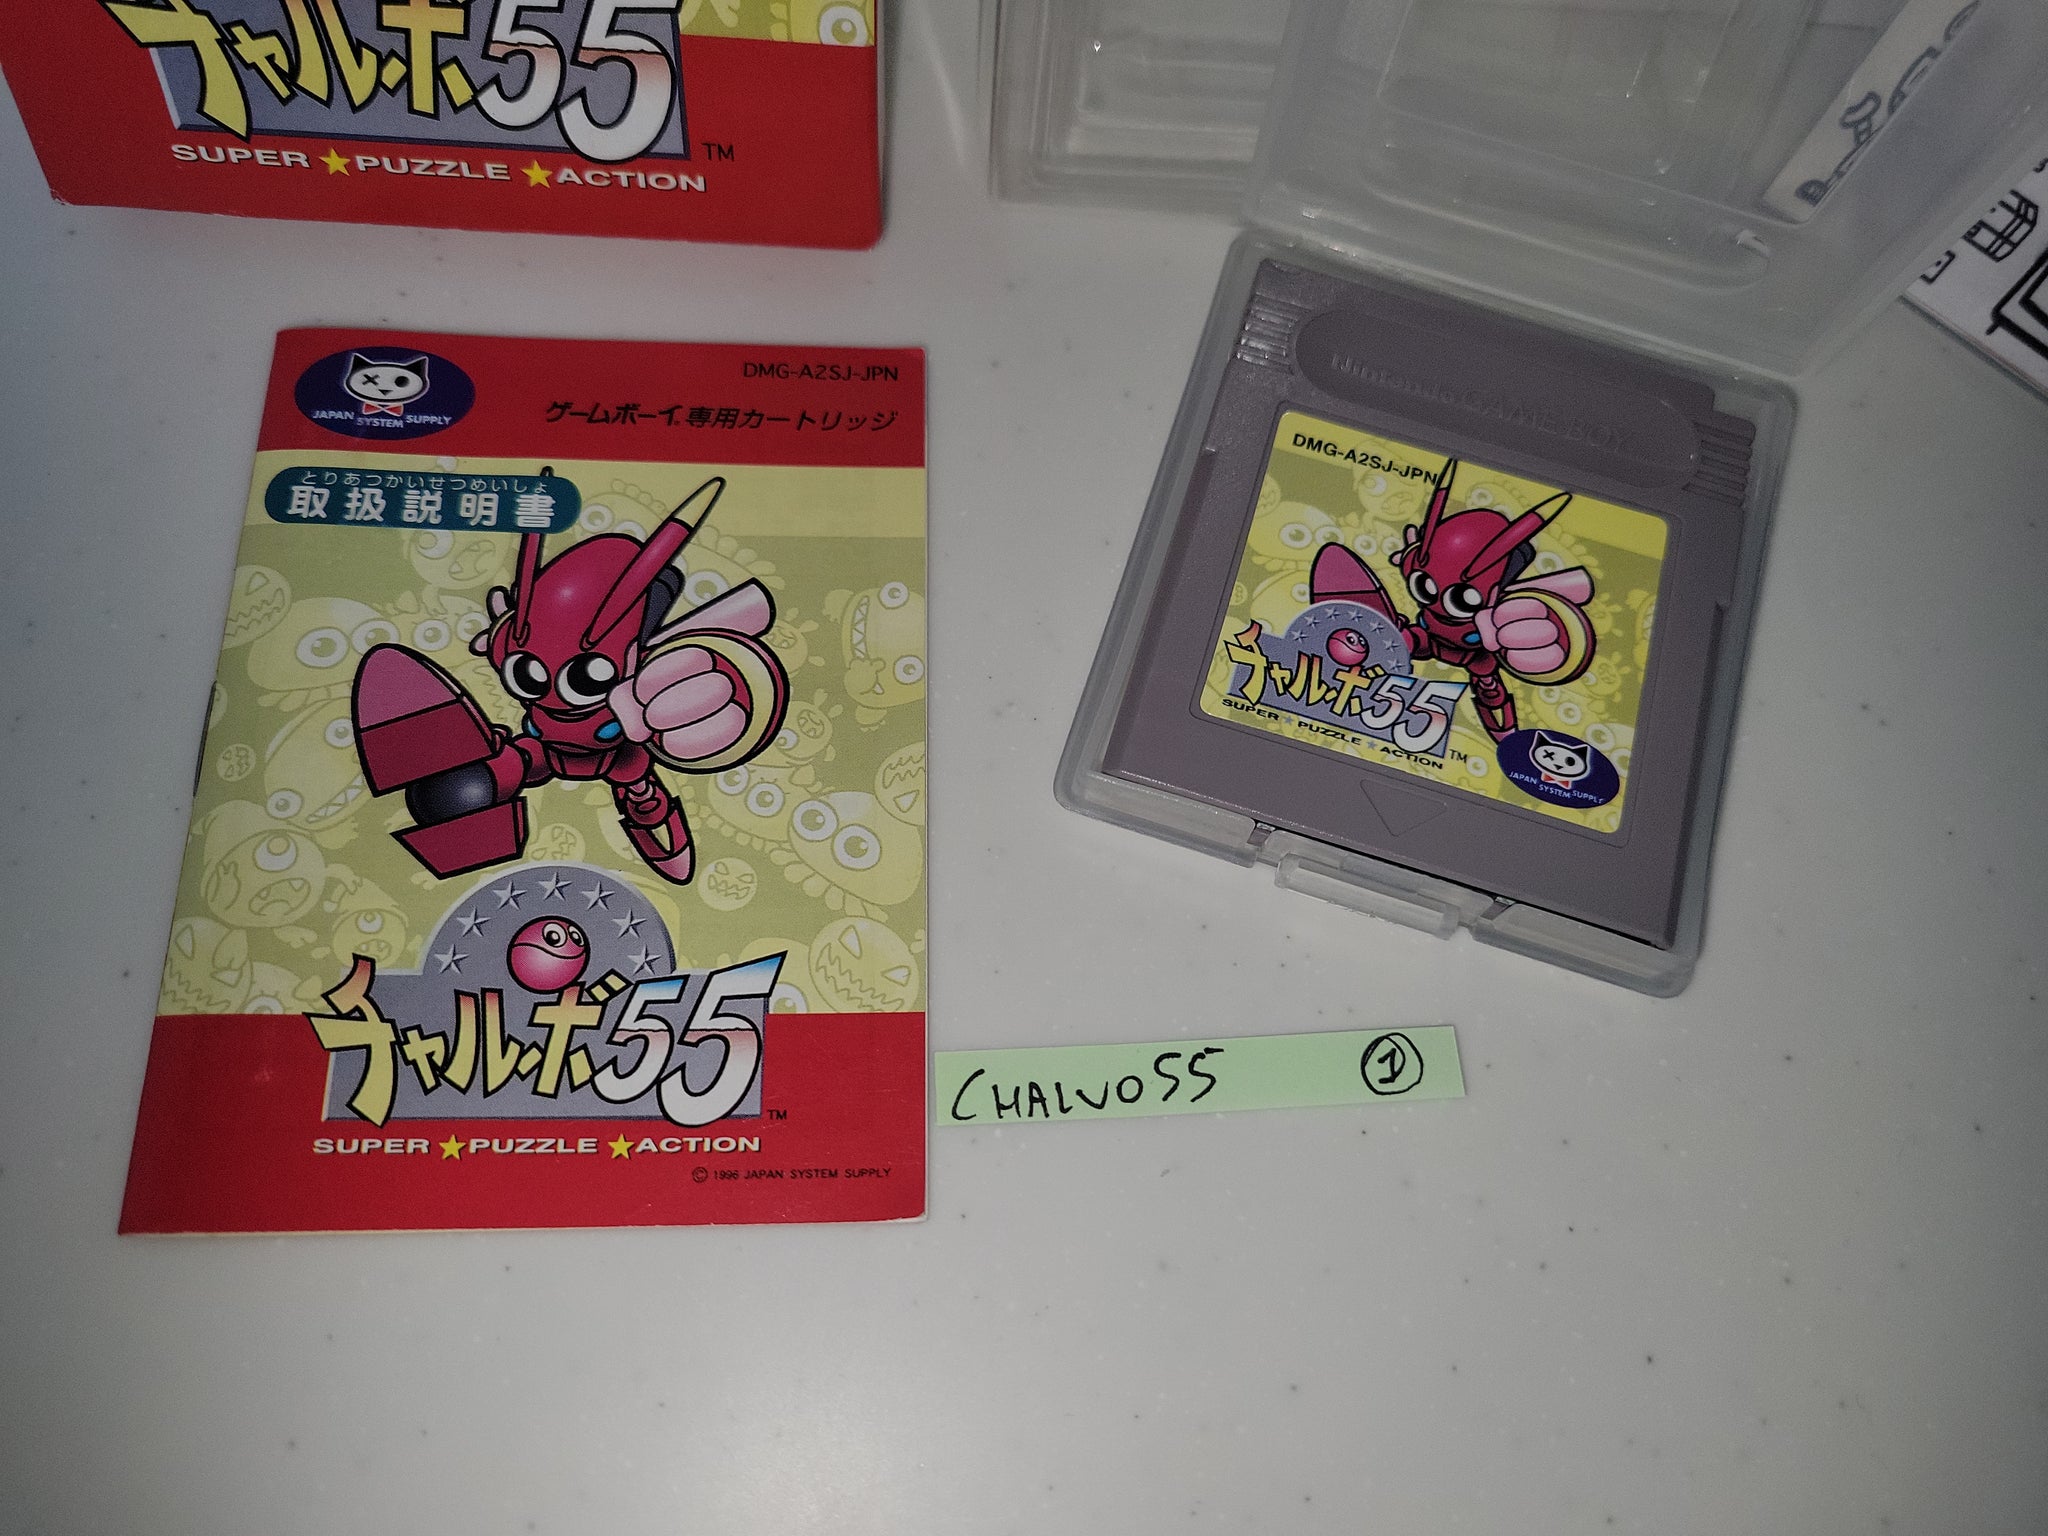 チャルボ55
TM
SUPER★PUZZLE★ACTION
JAPAN SYSTEM SUPPLY
DMG-A2SJ-JPN
ゲームボーイ専用カートリッジ
とりあつかいせつめいしょ
取扱説明書
チャルボ55
TM
SUPER★PUZZLE★ACTION
© 1996 JAPAN SYSTEM SUPPLY
Nintendo GAME BOY
DMG-A2SJ-JPN
チャルボ55
TM
SUPER★PUZZLE★ACTION
JAPAN SYSTEM SUPPLY
CHALVO55 ①
用